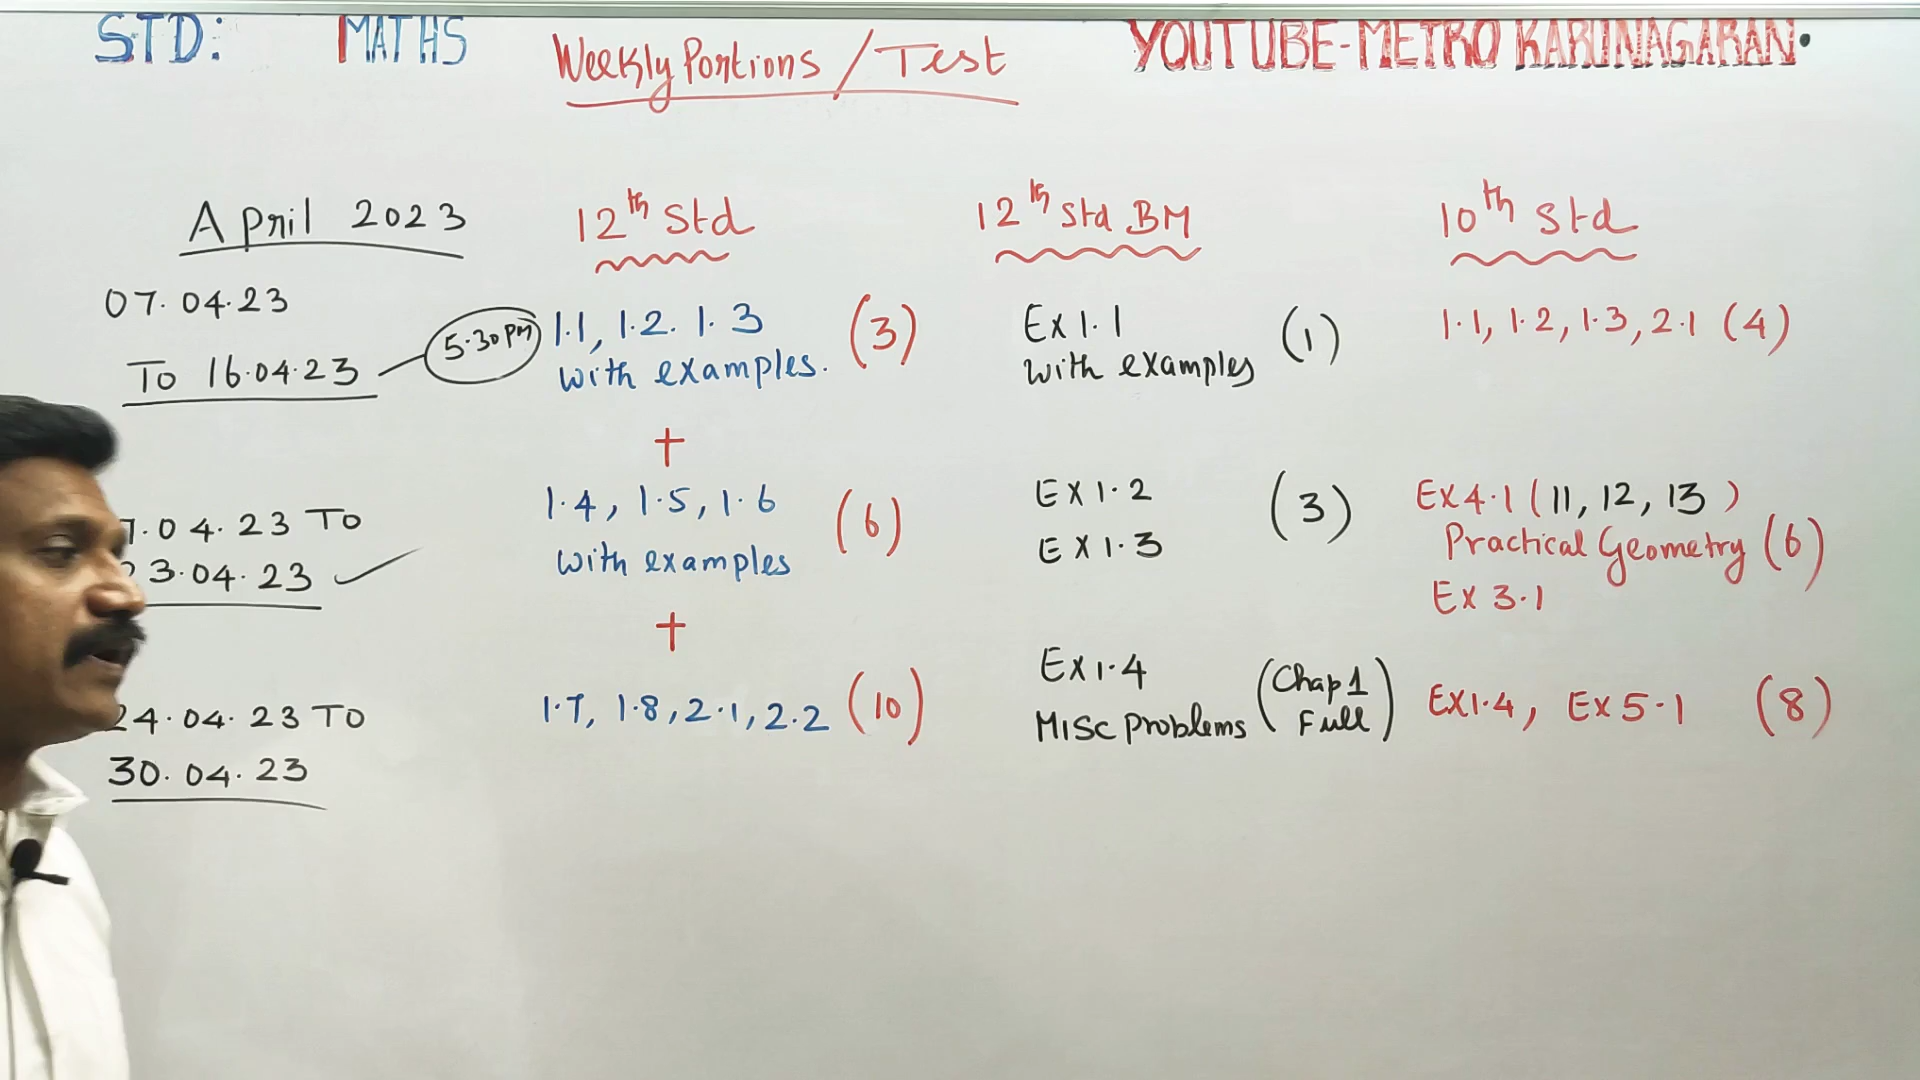 STD: MATHS Weekly Portions / Test YOUTUBE-METRO KARUNAGARAN.
April 2023 12th Std 12th Std BM 10th Std
07.04.23
To 16.04.23 5.30pm
1.1, 1.2. 1.3 (3)
with examples.
Ex 1.1 (1)
with examples
1.1, 1.2, 1.3, 2.1 (4)
+
7.04.23 To
3.04.23
1.4, 1.5, 1.6 (6)
with examples
Ex 1.2 (3)
Ex 1.3
Ex 4.1 (11, 12, 13)
Practical Geometry (6)
Ex 3.1
+
24.04.23 To
30.04.23
1.7, 1.8, 2.1, 2.2 (10)
Ex 1.4 (Chap 1
Misc Problems Full)
Ex 1.4, Ex 5.1 (8)